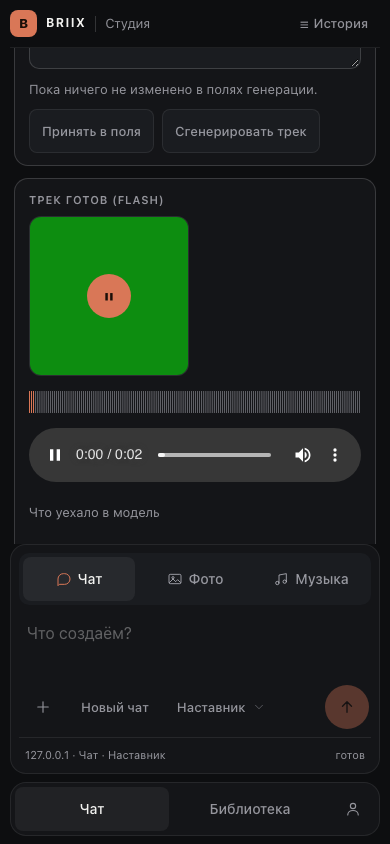 B BRIIX Студия История
Пока ничего не изменено в полях генерации.
Принять в поля Сгенерировать трек
ТРЕК ГОТОВ (FLASH)
0:00 / 0:02
Что уехало в модель
Чат Фото Музыка
Что создаём?
Новый чат Наставник
127.0.0.1 · Чат · Наставник готов
Чат Библиотека